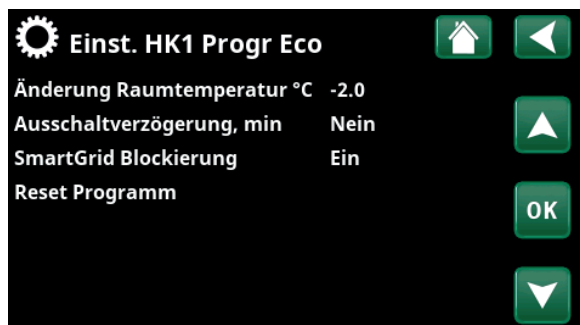 Einst. HK1 Progr Eco
Änderung Raumtemperatur °C -2.0
Ausschaltverzögerung, min Nein
SmartGrid Blockierung Ein
Reset Programm
OK